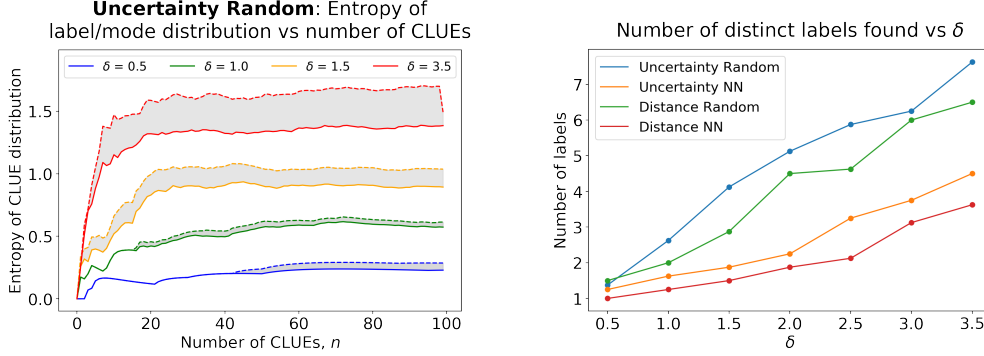 Uncertainty Random: Entropy of
label/mode distribution vs number of CLUEs
δ = 0.5 δ = 1.0 δ = 1.5 δ = 3.5
Entropy of CLUE distribution
1.5
1.0
0.5
0.0
0 20 40 60 80 100
Number of CLUEs, n
Number of distinct labels found vs δ
Uncertainty Random
Uncertainty NN
Distance Random
Distance NN
Number of labels
7
6
5
4
3
2
1
0.5 1.0 1.5 2.0 2.5 3.0 3.5
δ